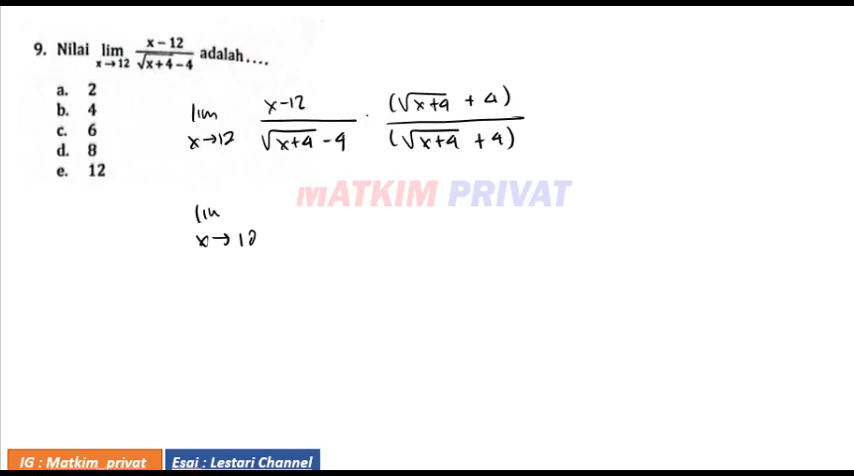 9. Nilai lim x→12 x − 12 / √x+4 − 4 adalah....
a. 2
b. 4
c. 6
d. 8
e. 12
lim x→12 x-12 / √x+4 - 4 · (√x+4 + 4) / (√x+4 + 4)
MATKIM PRIVAT
lim
x→12
IG : Matkim_privat
Esai : Lestari Channel